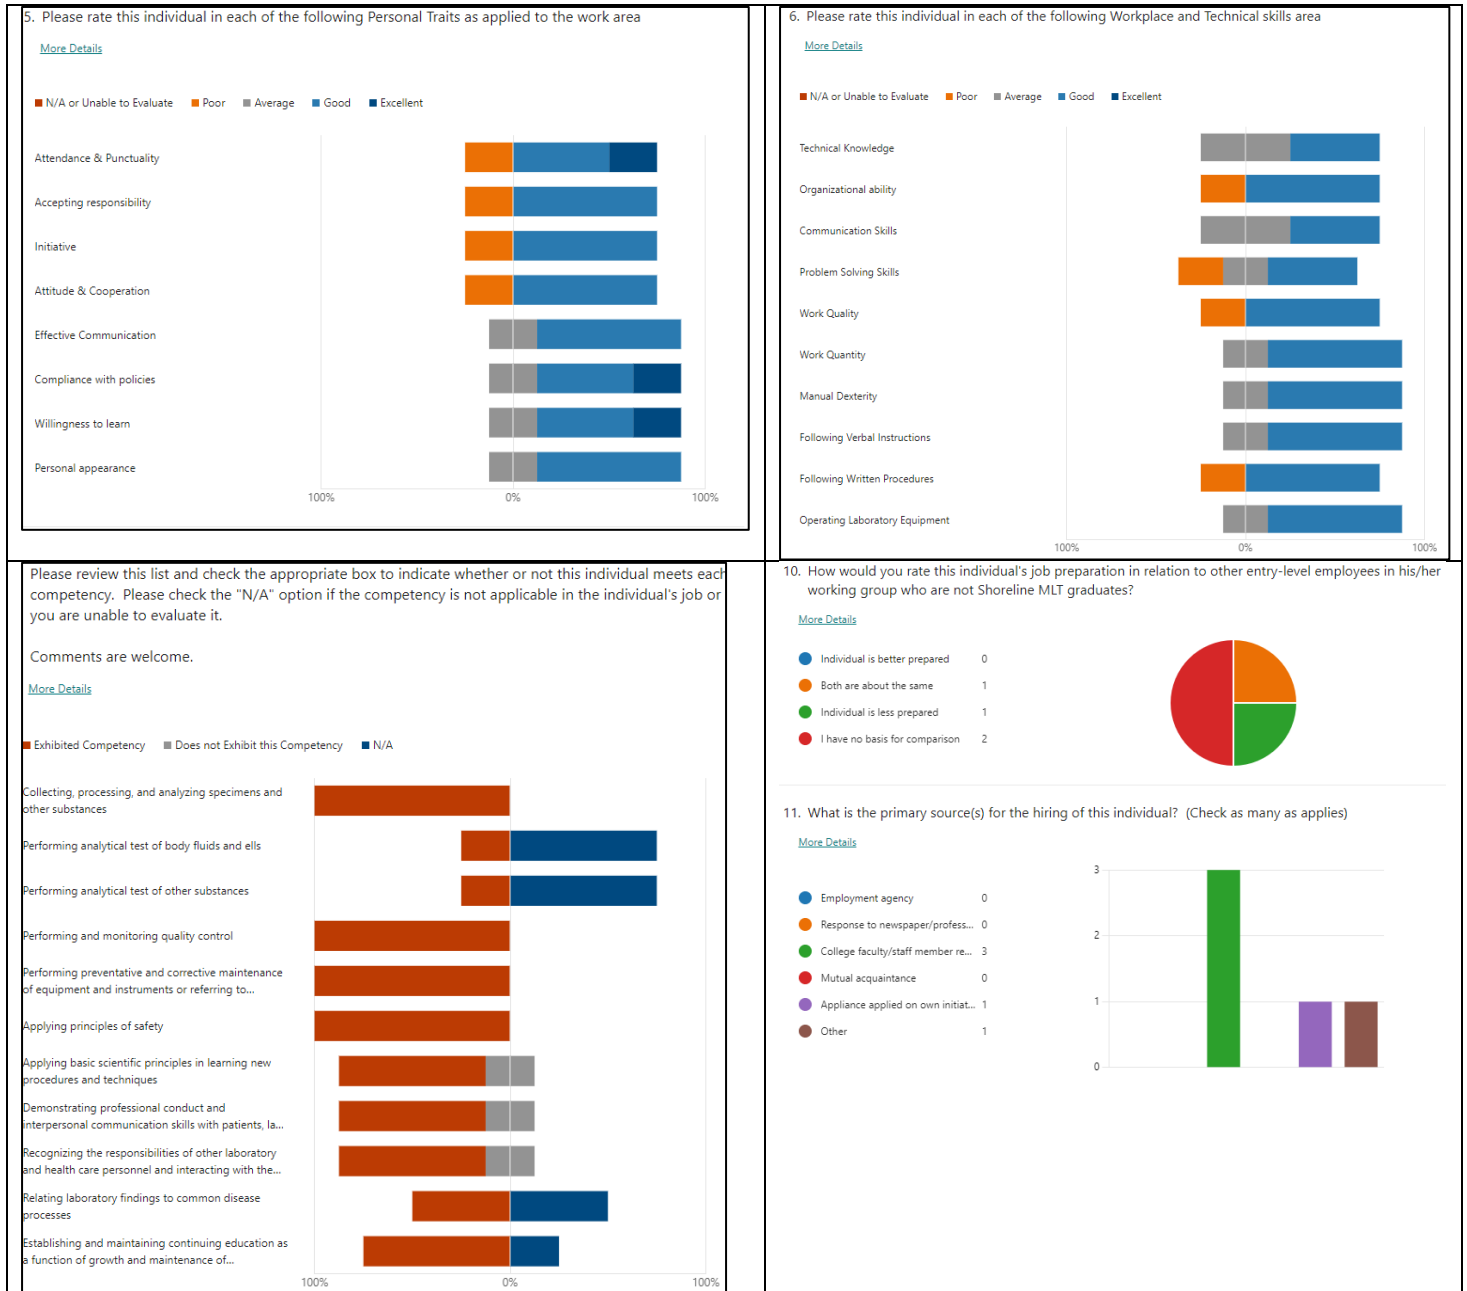 5. Please rate this individual in each of the following Personal Traits as applied to the work area
More Details
N/A or Unable to Evaluate Poor Average Good Excellent
Attendance & Punctuality
Accepting responsibility
Initiative
Attitude & Cooperation
Effective Communication
Compliance with policies
Willingness to learn
Personal appearance
100% 0% 100%
6. Please rate this individual in each of the following Workplace and Technical skills area
More Details
N/A or Unable to Evaluate Poor Average Good Excellent
Technical Knowledge
Organizational ability
Communication Skills
Problem Solving Skills
Work Quality
Work Quantity
Manual Dexterity
Following Verbal Instructions
Following Written Procedures
Operating Laboratory Equipment
100% 0% 100%
Please review this list and check the appropriate box to indicate whether or not this individual meets each
competency. Please check the "N/A" option if the competency is not applicable in the individual's job or
you are unable to evaluate it.
Comments are welcome.
More Details
Exhibited Competency Does not Exhibit this Competency N/A
Collecting, processing, and analyzing specimens and
other substances
Performing analytical test of body fluids and ells
Performing analytical test of other substances
Performing and monitoring quality control
Performing preventative and corrective maintenance
of equipment and instruments or referring to...
Applying principles of safety
Applying basic scientific principles in learning new
procedures and techniques
Demonstrating professional conduct and
interpersonal communication skills with patients, la...
Recognizing the responsibilities of other laboratory
and health care personnel and interacting with the...
Relating laboratory findings to common disease
processes
Establishing and maintaining continuing education as
a function of growth and maintenance of...
100% 0% 100%
10. How would you rate this individual's job preparation in relation to other entry-level employees in his/her
working group who are not Shoreline MLT graduates?
More Details
Individual is better prepared 0
Both are about the same 1
Individual is less prepared 1
I have no basis for comparison 2
11. What is the primary source(s) for the hiring of this individual? (Check as many as applies)
More Details
Employment agency 0
Response to newspaper/profess... 0
College faculty/staff member re... 3
Mutual acquaintance 0
Appliance applied on own initiat... 1
Other 1
3
2
1
0